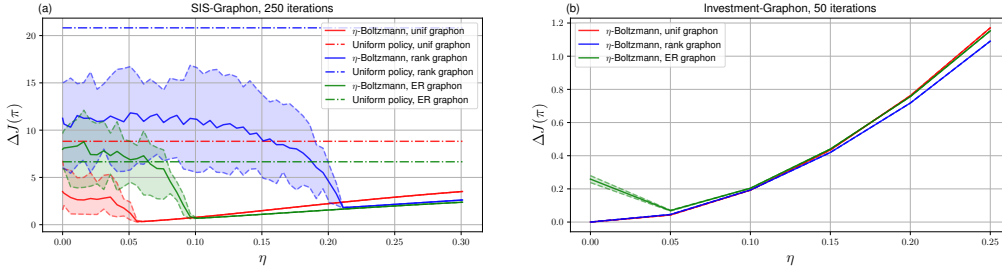 (a) SIS-Graphon, 250 iterations
ΔJ(π)
20
15
10
5
0
η-Boltzmann, unif graphon
Uniform policy, unif graphon
η-Boltzmann, rank graphon
Uniform policy, rank graphon
η-Boltzmann, ER graphon
Uniform policy, ER graphon
0.00 0.05 0.10 0.15 0.20 0.25 0.30
η
(b) Investment-Graphon, 50 iterations
ΔJ(π)
1.2
1.0
0.8
0.6
0.4
0.2
0.0
η-Boltzmann, unif graphon
η-Boltzmann, rank graphon
η-Boltzmann, ER graphon
0.00 0.05 0.10 0.15 0.20 0.25
η